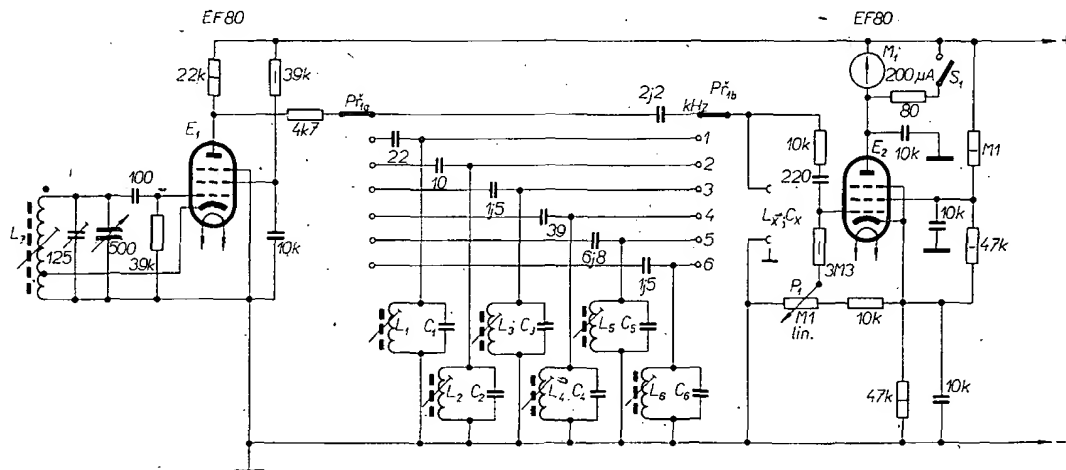 EF80
EF80
+
22k
39k
E₁
4k7
Př₁ₐ
2j2
kHz
Př₁b
M₁
200 µA
S₁
80
10k
M1
E₂
10k
220
22
1
10
2
1j5
3
39
4
6j8
5
1j5
6
Lx; Cx
10k
47k
3M3
P₁
M1
lin.
10k
L₇
125
500
100
39k
10k
L₁ C₁
L₃ C₃
L₅ C₅
L₂ C₂
L₄ C₄
L₆ C₆
47k
10k
-